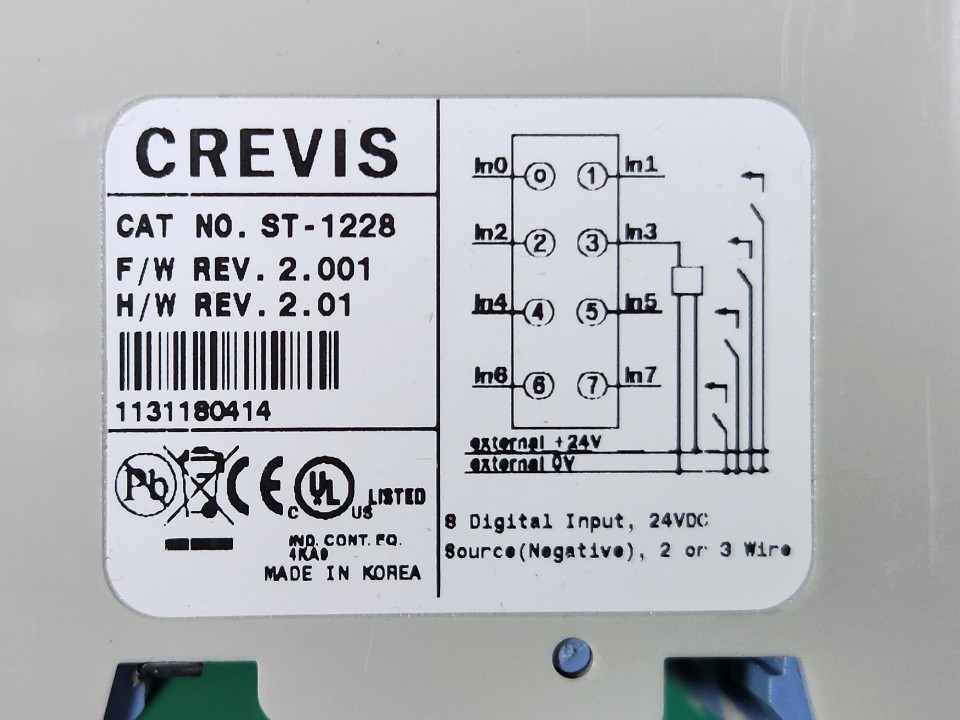 CREVIS
CAT NO. ST-1228
F/W REV. 2.001
H/W REV. 2.01
1131180414
Pb
CE
C UL US LISTED
IND. CONT. EQ.
4KA9
MADE IN KOREA
In0 0 1 In1
In2 2 3 In3
In4 4 5 In5
In6 6 7 In7
external +24V
external 0V
8 Digital Input, 24VDC
Source(Negative), 2 or 3 Wire